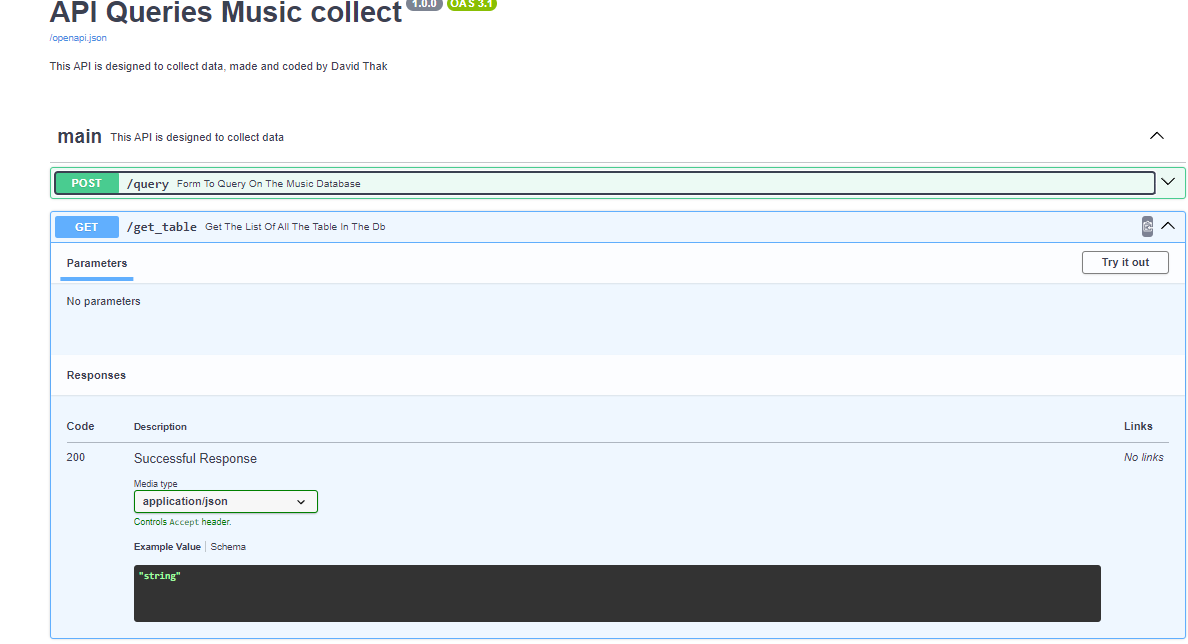 API Queries Music collect 1.0.0 OAS 3.1
/openapi.json
This API is designed to collect data, made and coded by David Thak
main This API is designed to collect data
POST /query Form To Query On The Music Database
GET /get_table Get The List Of All The Table In The Db
Parameters Try it out
No parameters
Responses
Code Description Links
200 Successful Response No links
Media type
application/json
Controls Accept header.
Example Value Schema
"string"